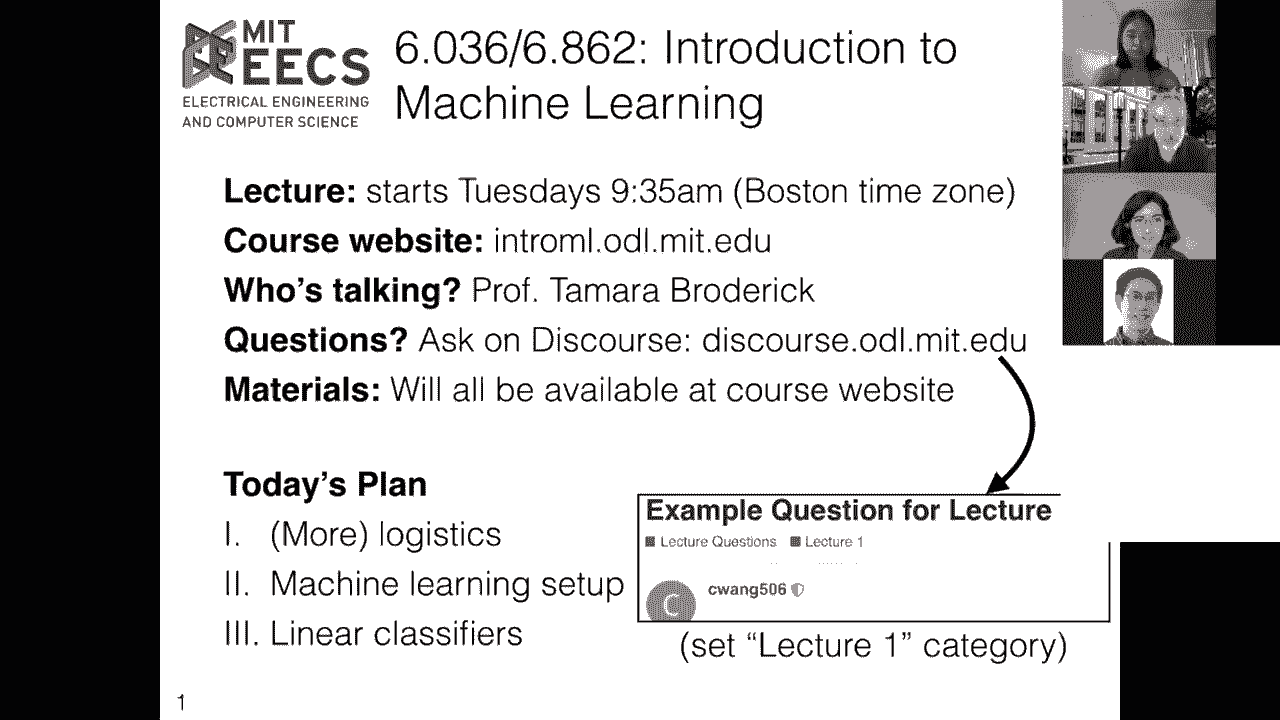 MIT
EECS
ELECTRICAL ENGINEERING
AND COMPUTER SCIENCE
6.036/6.862: Introduction to
Machine Learning
Lecture: starts Tuesdays 9:35am (Boston time zone)
Course website: introml.odl.mit.edu
Who's talking? Prof. Tamara Broderick
Questions? Ask on Discourse: discourse.odl.mit.edu
Materials: Will all be available at course website
Today's Plan
I. (More) logistics
II. Machine learning setup
III. Linear classifiers
Example Question for Lecture
Lecture Questions Lecture 1
C cwang506
(set “Lecture 1” category)
1